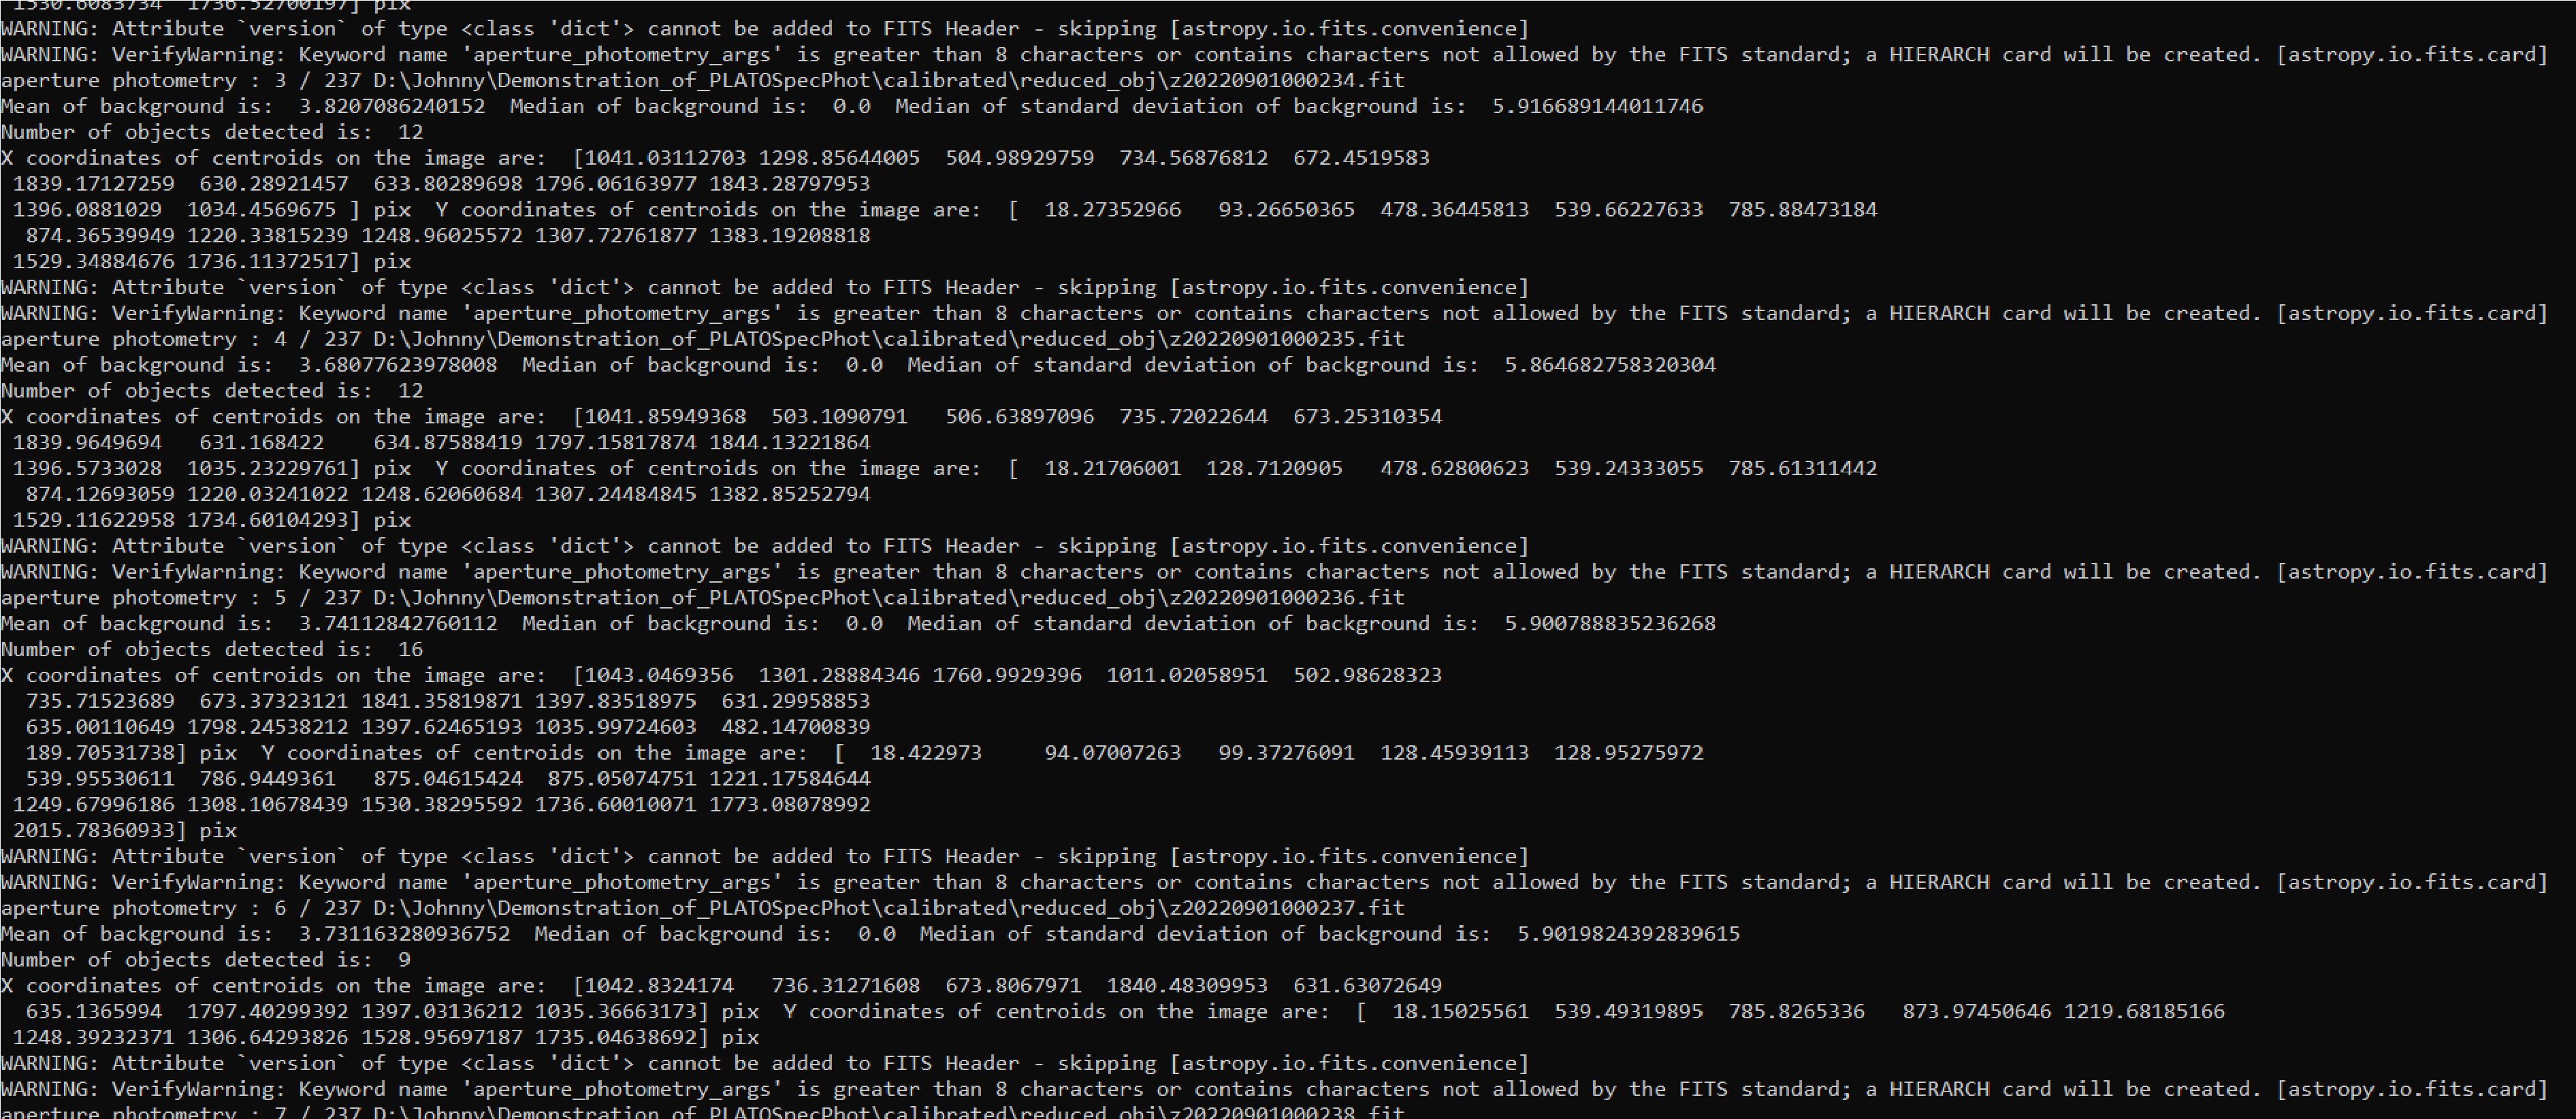 1530.6083734  1736.52700197] pix
WARNING: Attribute `version` of type <class 'dict'> cannot be added to FITS Header - skipping [astropy.io.fits.convenience]
WARNING: VerifyWarning: Keyword name 'aperture_photometry_args' is greater than 8 characters or contains characters not allowed by the FITS standard; a HIERARCH card will be created. [astropy.io.fits.card]
aperture photometry : 3 / 237 D:\Johnny\Demonstration_of_PLATOSpecPhot\calibrated\reduced_obj\z20220901000234.fit
Mean of background is:  3.8207086240152  Median of background is:  0.0  Median of standard deviation of background is:  5.916689144011746
Number of objects detected is:  12
X coordinates of centroids on the image are:  [1041.03112703 1298.85644005  504.98929759  734.56876812  672.4519583
 1839.17127259  630.28921457  633.80289698 1796.06163977 1843.28797953
 1396.0881029  1034.4569675 ] pix  Y coordinates of centroids on the image are:  [  18.27352966   93.26650365  478.36445813  539.66227633  785.88473184
  874.36539949 1220.33815239 1248.96025572 1307.72761877 1383.19208818
 1529.34884676 1736.11372517] pix
WARNING: Attribute `version` of type <class 'dict'> cannot be added to FITS Header - skipping [astropy.io.fits.convenience]
WARNING: VerifyWarning: Keyword name 'aperture_photometry_args' is greater than 8 characters or contains characters not allowed by the FITS standard; a HIERARCH card will be created. [astropy.io.fits.card]
aperture photometry : 4 / 237 D:\Johnny\Demonstration_of_PLATOSpecPhot\calibrated\reduced_obj\z20220901000235.fit
Mean of background is:  3.68077623978008  Median of background is:  0.0  Median of standard deviation of background is:  5.864682758320304
Number of objects detected is:  12
X coordinates of centroids on the image are:  [1041.85949368  503.1090791   506.63897096  735.72022644  673.25310354
 1839.9649694   631.168422    634.87588419 1797.15817874 1844.13221864
 1396.5733028  1035.23229761] pix  Y coordinates of centroids on the image are:  [  18.21706001  128.7120905   478.62800623  539.24333055  785.61311442
  874.12693059 1220.03241022 1248.62060684 1307.24484845 1382.85252794
 1529.11622958 1734.60104293] pix
WARNING: Attribute `version` of type <class 'dict'> cannot be added to FITS Header - skipping [astropy.io.fits.convenience]
WARNING: VerifyWarning: Keyword name 'aperture_photometry_args' is greater than 8 characters or contains characters not allowed by the FITS standard; a HIERARCH card will be created. [astropy.io.fits.card]
aperture photometry : 5 / 237 D:\Johnny\Demonstration_of_PLATOSpecPhot\calibrated\reduced_obj\z20220901000236.fit
Mean of background is:  3.74112842760112  Median of background is:  0.0  Median of standard deviation of background is:  5.900788835236268
Number of objects detected is:  16
X coordinates of centroids on the image are:  [1043.0469356  1301.28884346 1760.9929396  1011.02058951  502.98628323
  735.71523689  673.37323121 1841.35819871 1397.83518975  631.29958853
  635.00110649 1798.24538212 1397.62465193 1035.99724603  482.14700839
  189.70531738] pix  Y coordinates of centroids on the image are:  [  18.422973     94.07007263   99.37276091  128.45939113  128.95275972
  539.95530611  786.9449361   875.04615424  875.05074751 1221.17584644
 1249.67996186 1308.10678439 1530.38295592 1736.60010071 1773.08078992
 2015.78360933] pix
WARNING: Attribute `version` of type <class 'dict'> cannot be added to FITS Header - skipping [astropy.io.fits.convenience]
WARNING: VerifyWarning: Keyword name 'aperture_photometry_args' is greater than 8 characters or contains characters not allowed by the FITS standard; a HIERARCH card will be created. [astropy.io.fits.card]
aperture photometry : 6 / 237 D:\Johnny\Demonstration_of_PLATOSpecPhot\calibrated\reduced_obj\z20220901000237.fit
Mean of background is:  3.731163280936752  Median of background is:  0.0  Median of standard deviation of background is:  5.9019824392839615
Number of objects detected is:  9
X coordinates of centroids on the image are:  [1042.8324174   736.31271608  673.8067971  1840.48309953  631.63072649
  635.1365994  1797.40299392 1397.03136212 1035.36663173] pix  Y coordinates of centroids on the image are:  [  18.15025561  539.49319895  785.8265336   873.97450646 1219.68185166
 1248.39232371 1306.64293826 1528.95697187 1735.04638692] pix
WARNING: Attribute `version` of type <class 'dict'> cannot be added to FITS Header - skipping [astropy.io.fits.convenience]
WARNING: VerifyWarning: Keyword name 'aperture_photometry_args' is greater than 8 characters or contains characters not allowed by the FITS standard; a HIERARCH card will be created. [astropy.io.fits.card]
aperture photometry : 7 / 237 D:\Johnny\Demonstration_of_PLATOSpecPhot\calibrated\reduced_obj\z20220901000238.fit